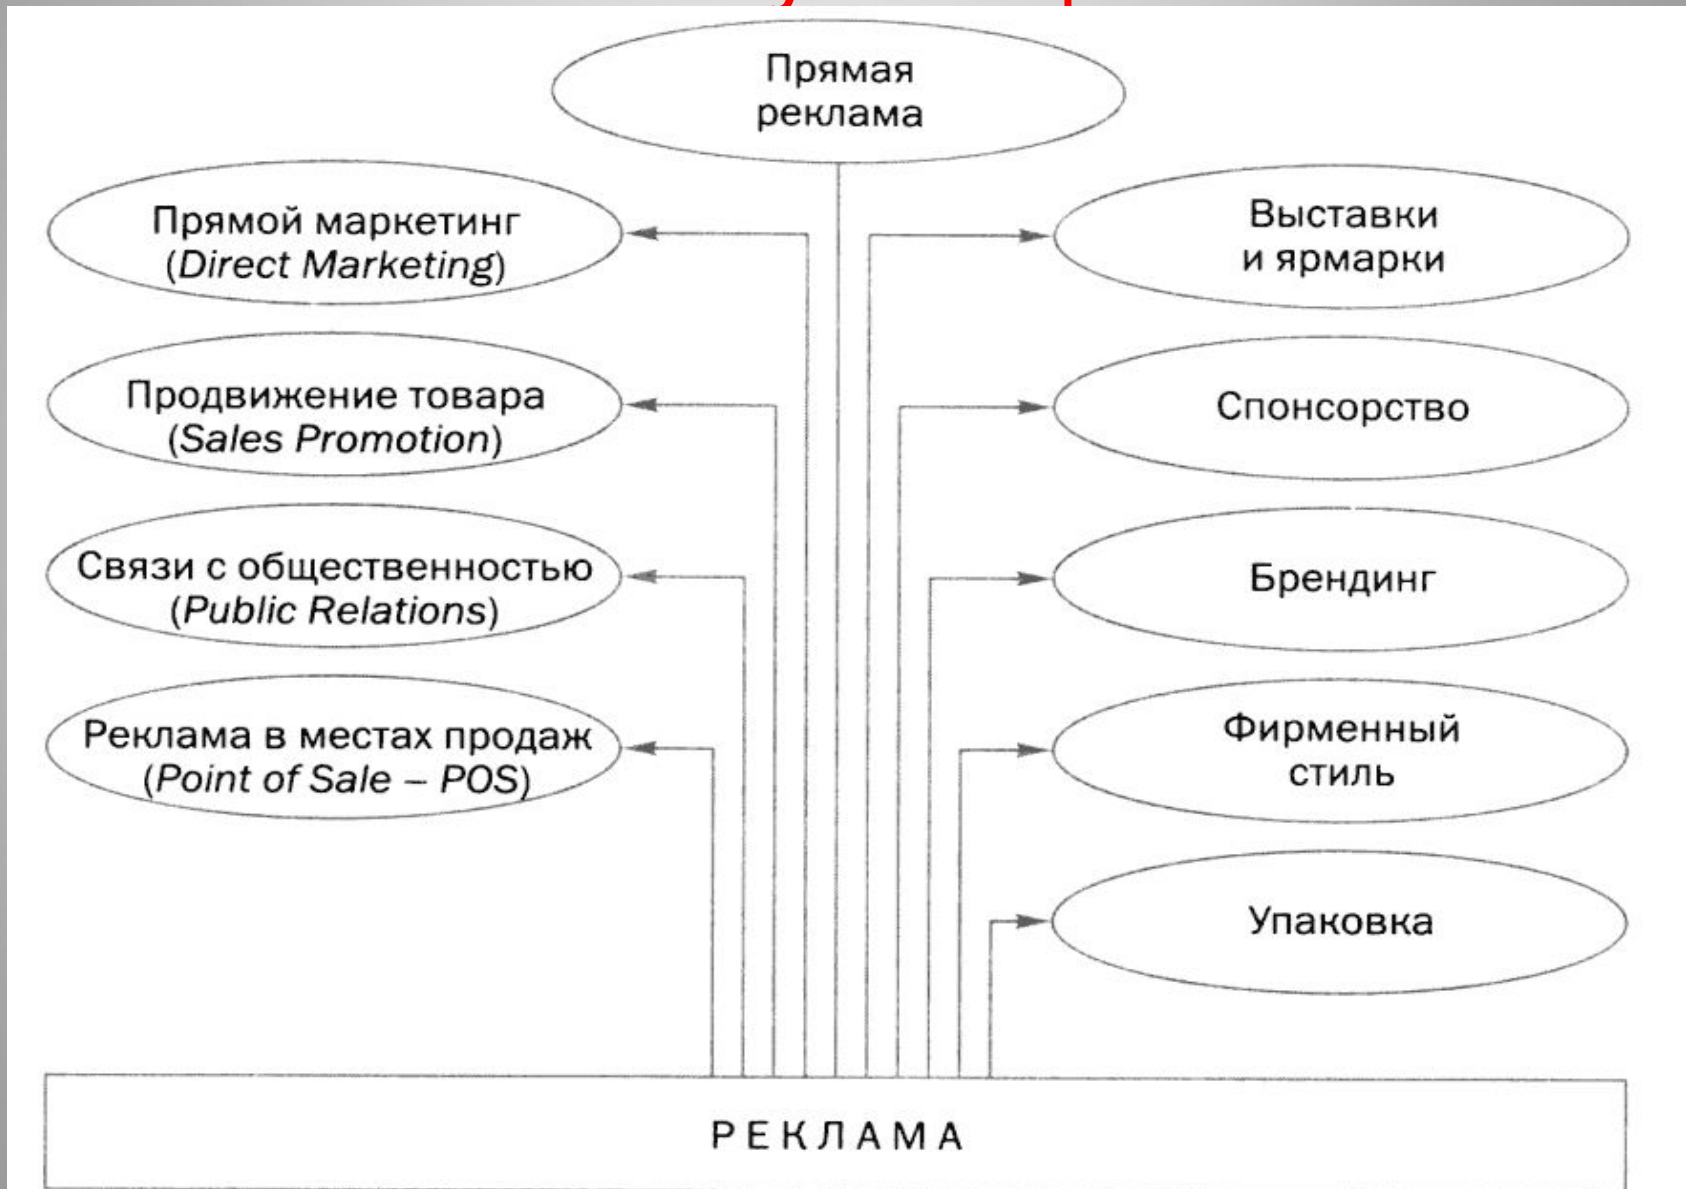 Прямая
реклама
Прямой маркетинг
(Direct Marketing)
Продвижение товара
(Sales Promotion)
Связи с общественностью
(Public Relations)
Реклама в местах продаж
(Point of Sale – POS)
Выставки
и ярмарки
Спонсорство
Брендинг
Фирменный
стиль
Упаковка
РЕКЛАМА